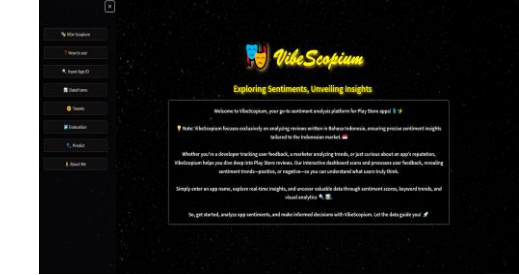 ×
Vibe Scopium
How to use
Input App ID
DataFrame
Trends
Evaluation
Predict
About Me
VibeScopium
Exploring Sentiments, Unveiling Insights
Welcome to VibeScopium, your go-to sentiment analysis platform for Play Store apps!
Note: VibeScopium focuses exclusively on analyzing reviews written in Bahasa Indonesia, ensuring precise sentiment insights
tailored to the Indonesian market.
Whether you're a developer tracking user feedback, a marketer analyzing trends, or just curious about an app's reputation,
VibeScopium helps you dive deep into Play Store reviews. Our interactive dashboard scans and processes user feedback, revealing
sentiment trends—positive, or negative—so you can understand what users truly think.
Simply enter an app name, explore real-time insights, and uncover valuable data through sentiment scores, keyword trends, and
visual analytics
So, get started, analyze app sentiments, and make informed decisions with VibeScopium. Let the data guide you!